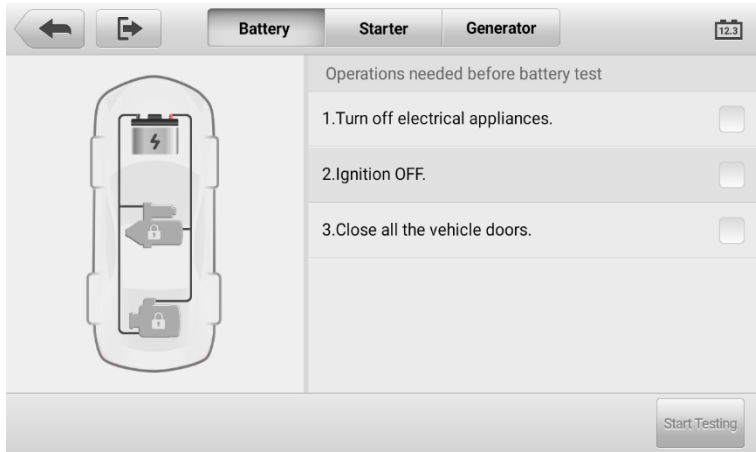 Battery
Starter
Generator
12.3
Operations needed before battery test
1.Turn off electrical appliances.
2.Ignition OFF.
3.Close all the vehicle doors.
Start Testing